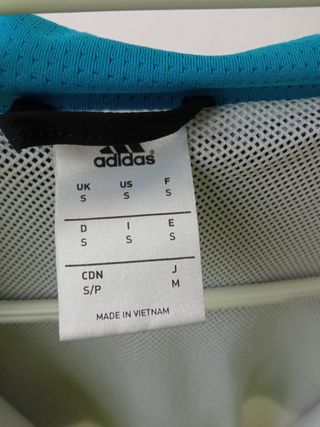 adidas
UK US F
S S S
D I E
S S S
CDN J
S/P M
MADE IN VIETNAM